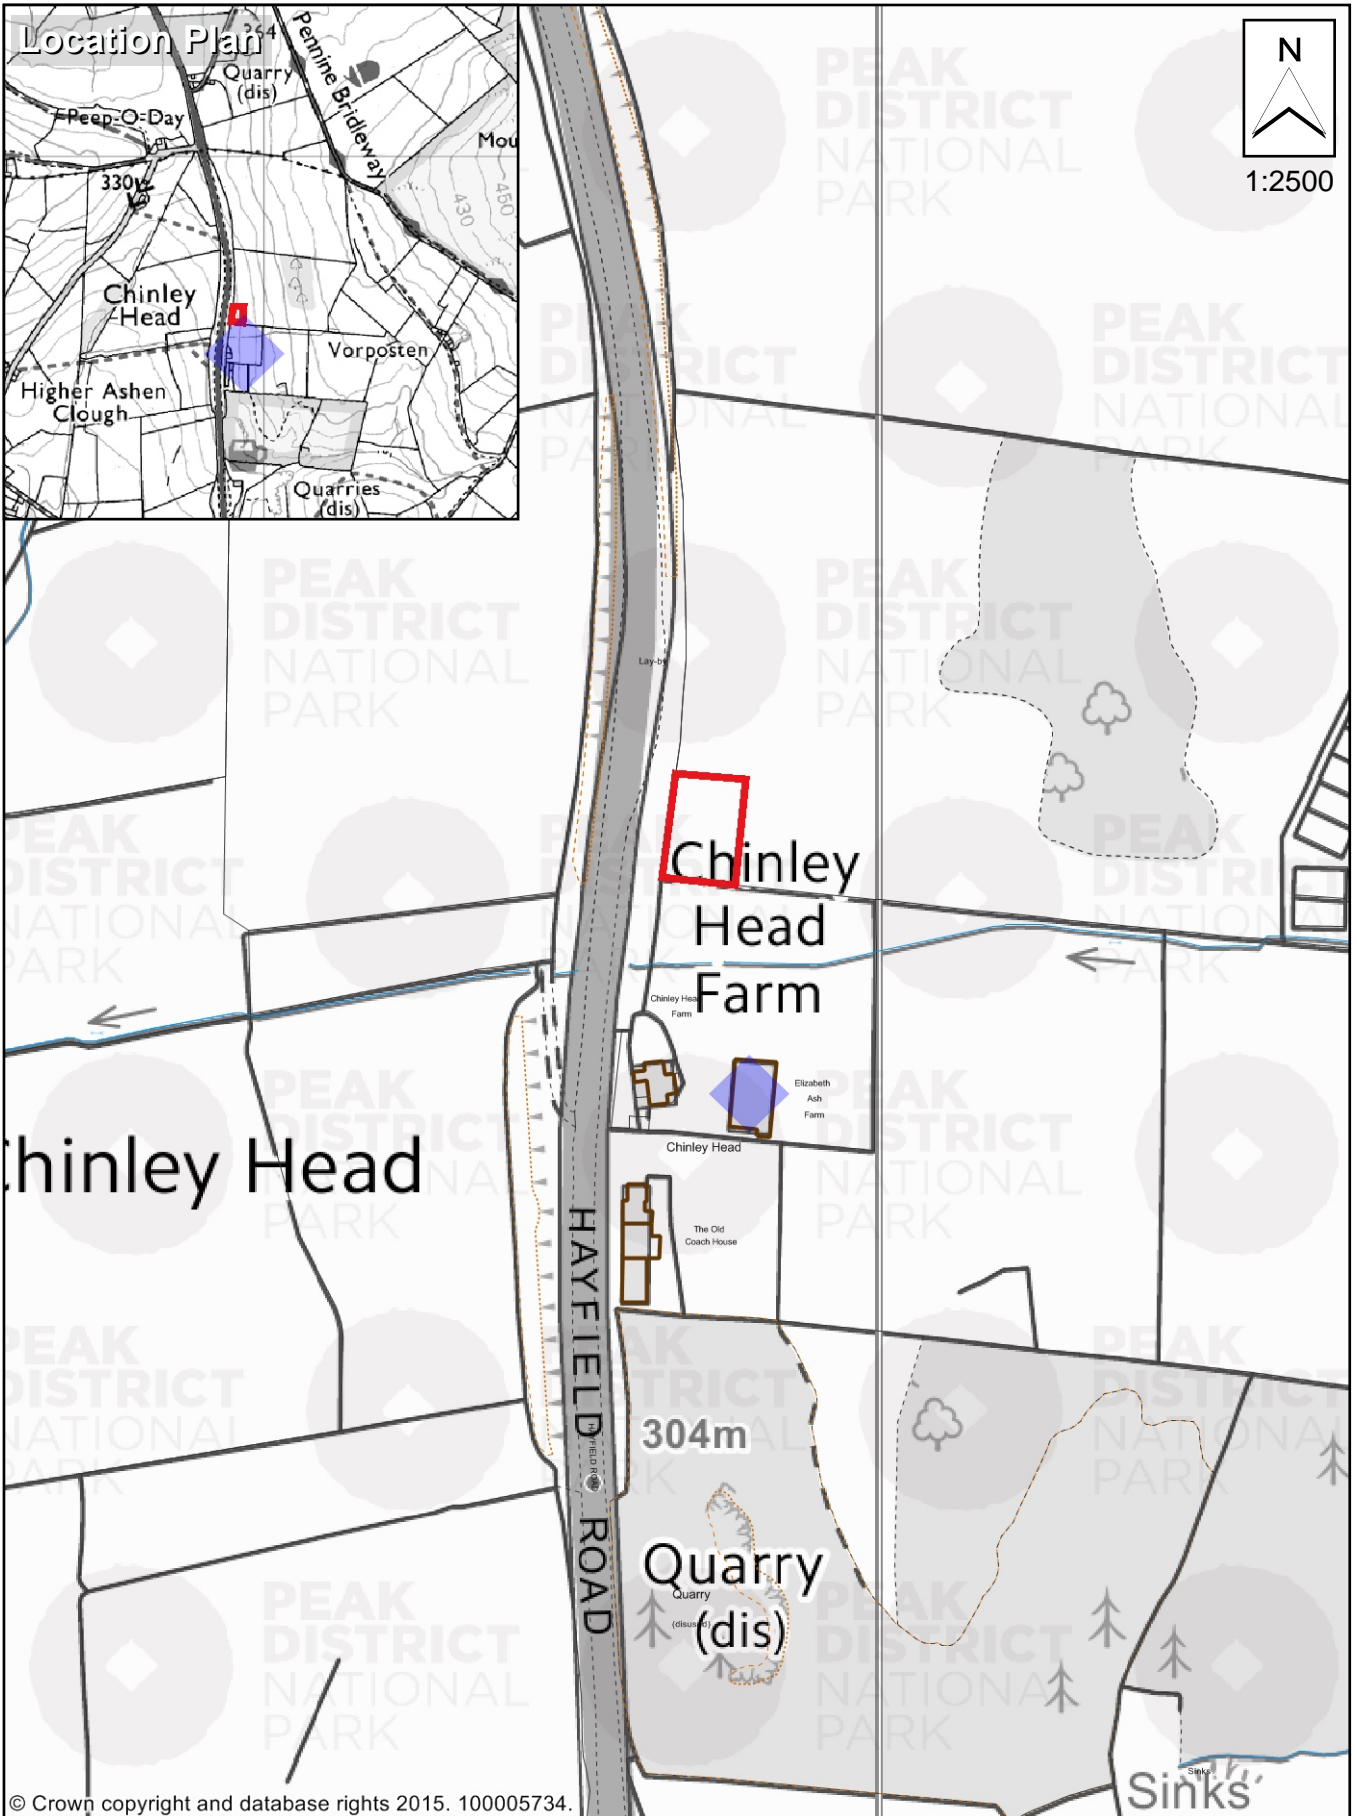 Location Plan
264
Quarry
(dis)
Pennine Bridleway
Peep-O-Day
330
430
450
Chinley
Head
Vorposten
Higher Ashen
Clough
Quarries
(dis)
N
1:2500
PEAK
DISTRICT
NATIONAL
PARK
Lay-by
Chinley
Head
Farm
Chinley Head
Farm
Elizabeth
Ash
Farm
Chinley Head
hinley Head
The Old
Coach House
HAYFIELD ROAD
HAYFIELD ROAD
304m
Quarry
(dis)
Quarry
(disused)
Sinks
Sinks
© Crown copyright and database rights 2015. 100005734.